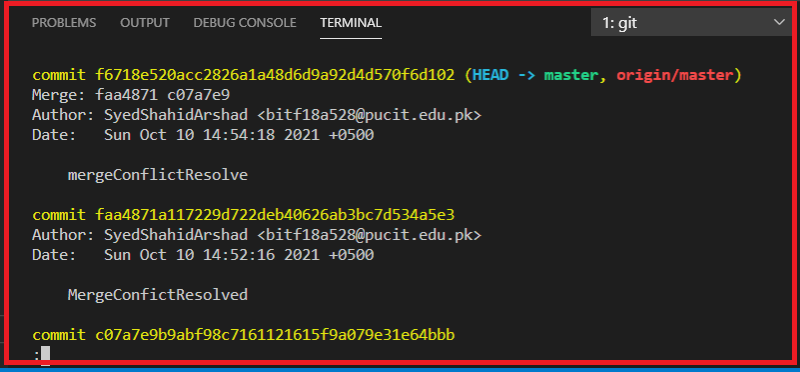 PROBLEMS OUTPUT DEBUG CONSOLE TERMINAL 1: git
commit f6718e520acc2826a1a48d6d9a92d4d570f6d102 (HEAD -> master, origin/master)
Merge: faa4871 c07a7e9
Author: SyedShahidArshad <bitf18a528@pucit.edu.pk>
Date:   Sun Oct 10 14:54:18 2021 +0500
mergeConflictResolve
commit faa4871a117229d722deb40626ab3bc7d534a5e3
Author: SyedShahidArshad <bitf18a528@pucit.edu.pk>
Date:   Sun Oct 10 14:52:16 2021 +0500
MergeConfictResolved
commit c07a7e9b9abf98c7161121615f9a079e31e64bbb
: